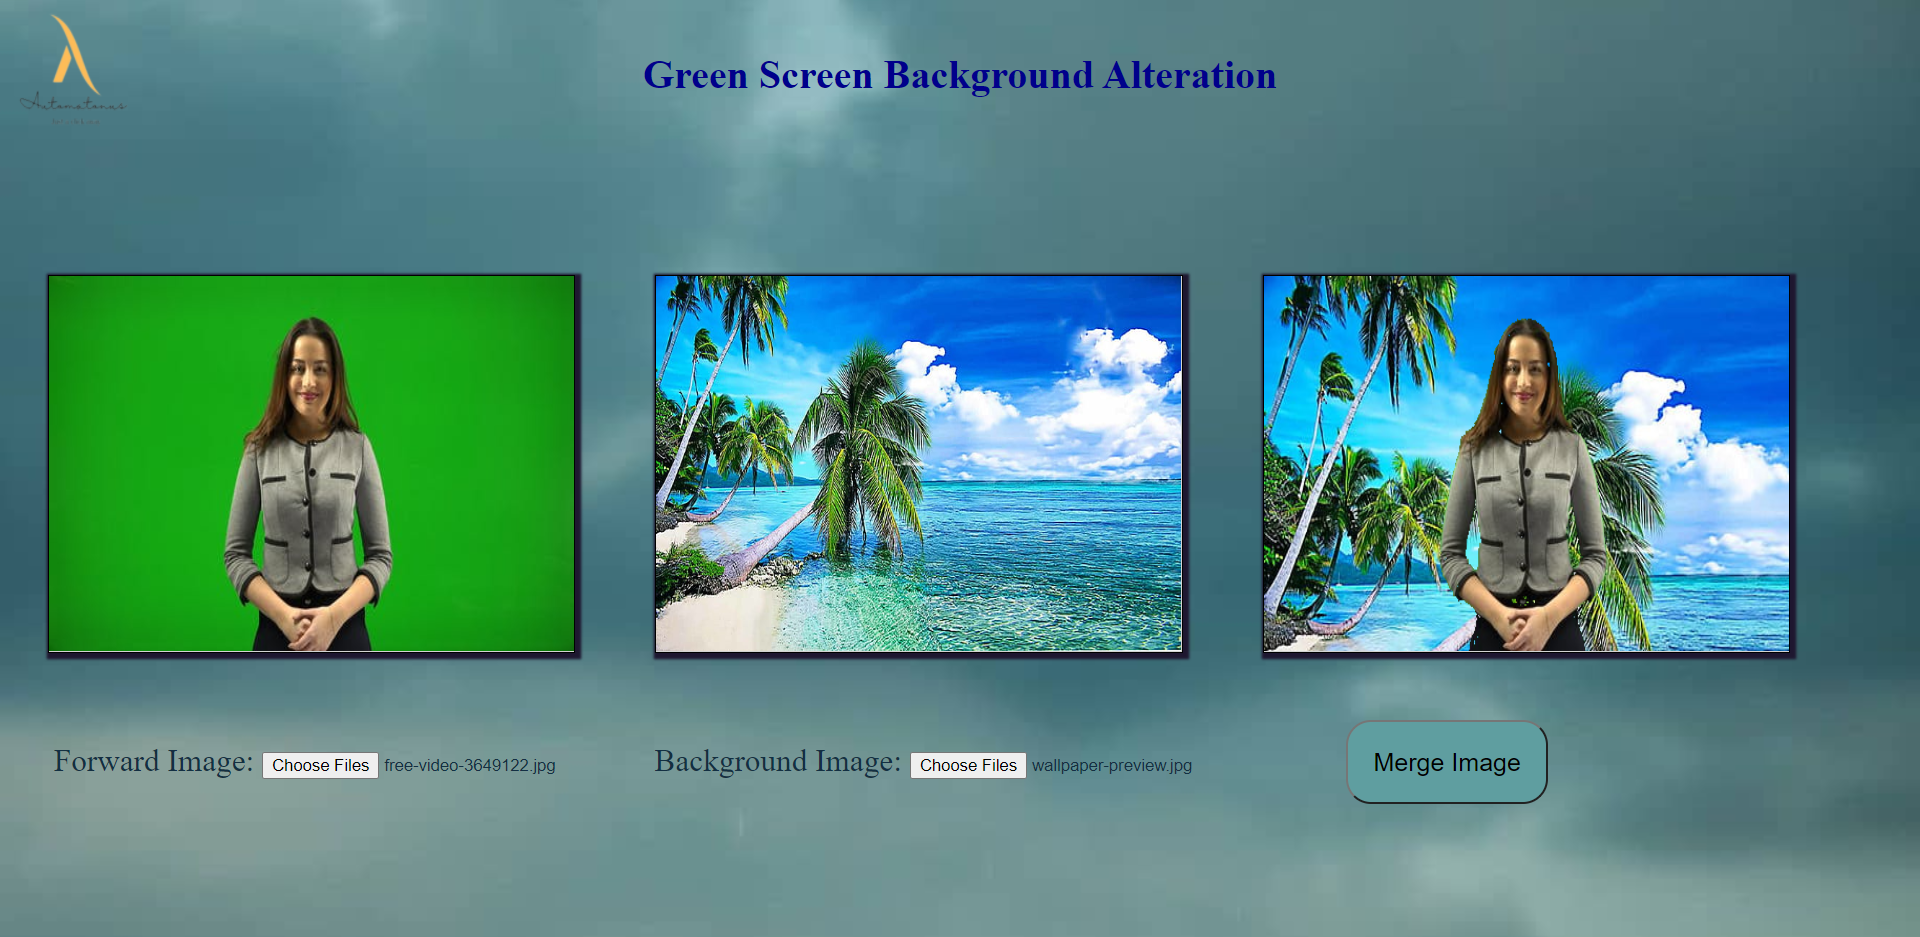 Automatonus
Green Screen Background Alteration
Forward Image: Choose Files free-video-3649122.jpg
Background Image: Choose Files wallpaper-preview.jpg
Merge Image